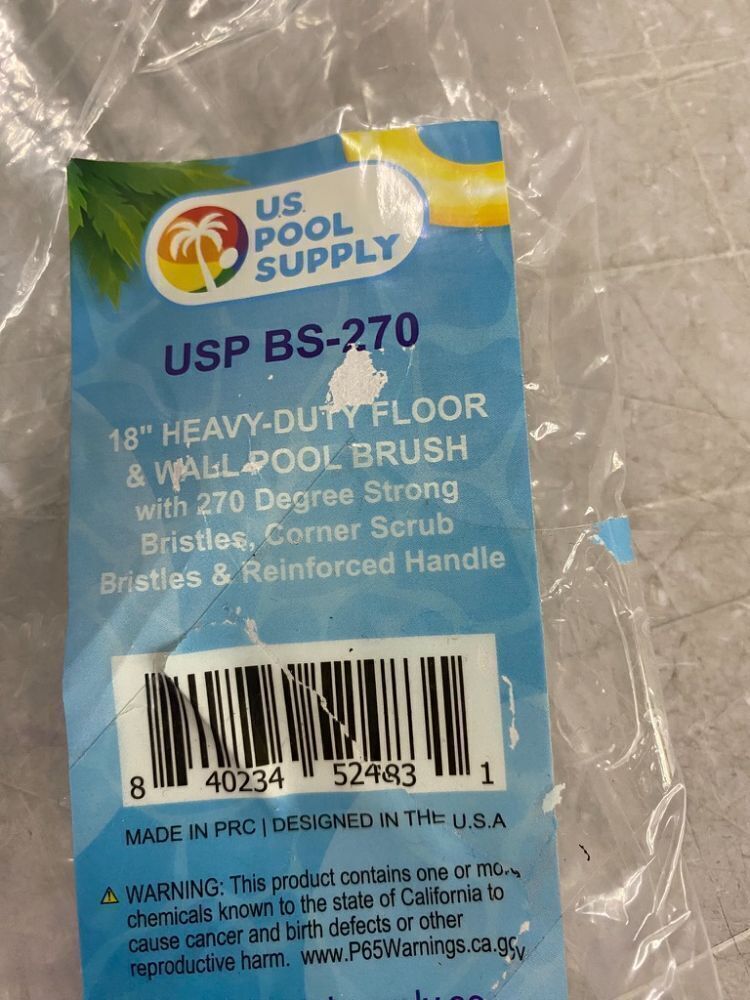 U.S.
POOL
SUPPLY
USP BS-270
18" HEAVY-DUTY FLOOR
& WALL POOL BRUSH
with 270 Degree Strong
Bristles, Corner Scrub
Bristles & Reinforced Handle
8 40234 52483 1
MADE IN PRC | DESIGNED IN THE U.S.A
WARNING: This product contains one or more
chemicals known to the state of California to
cause cancer and birth defects or other
reproductive harm. www.P65Warnings.ca.gov